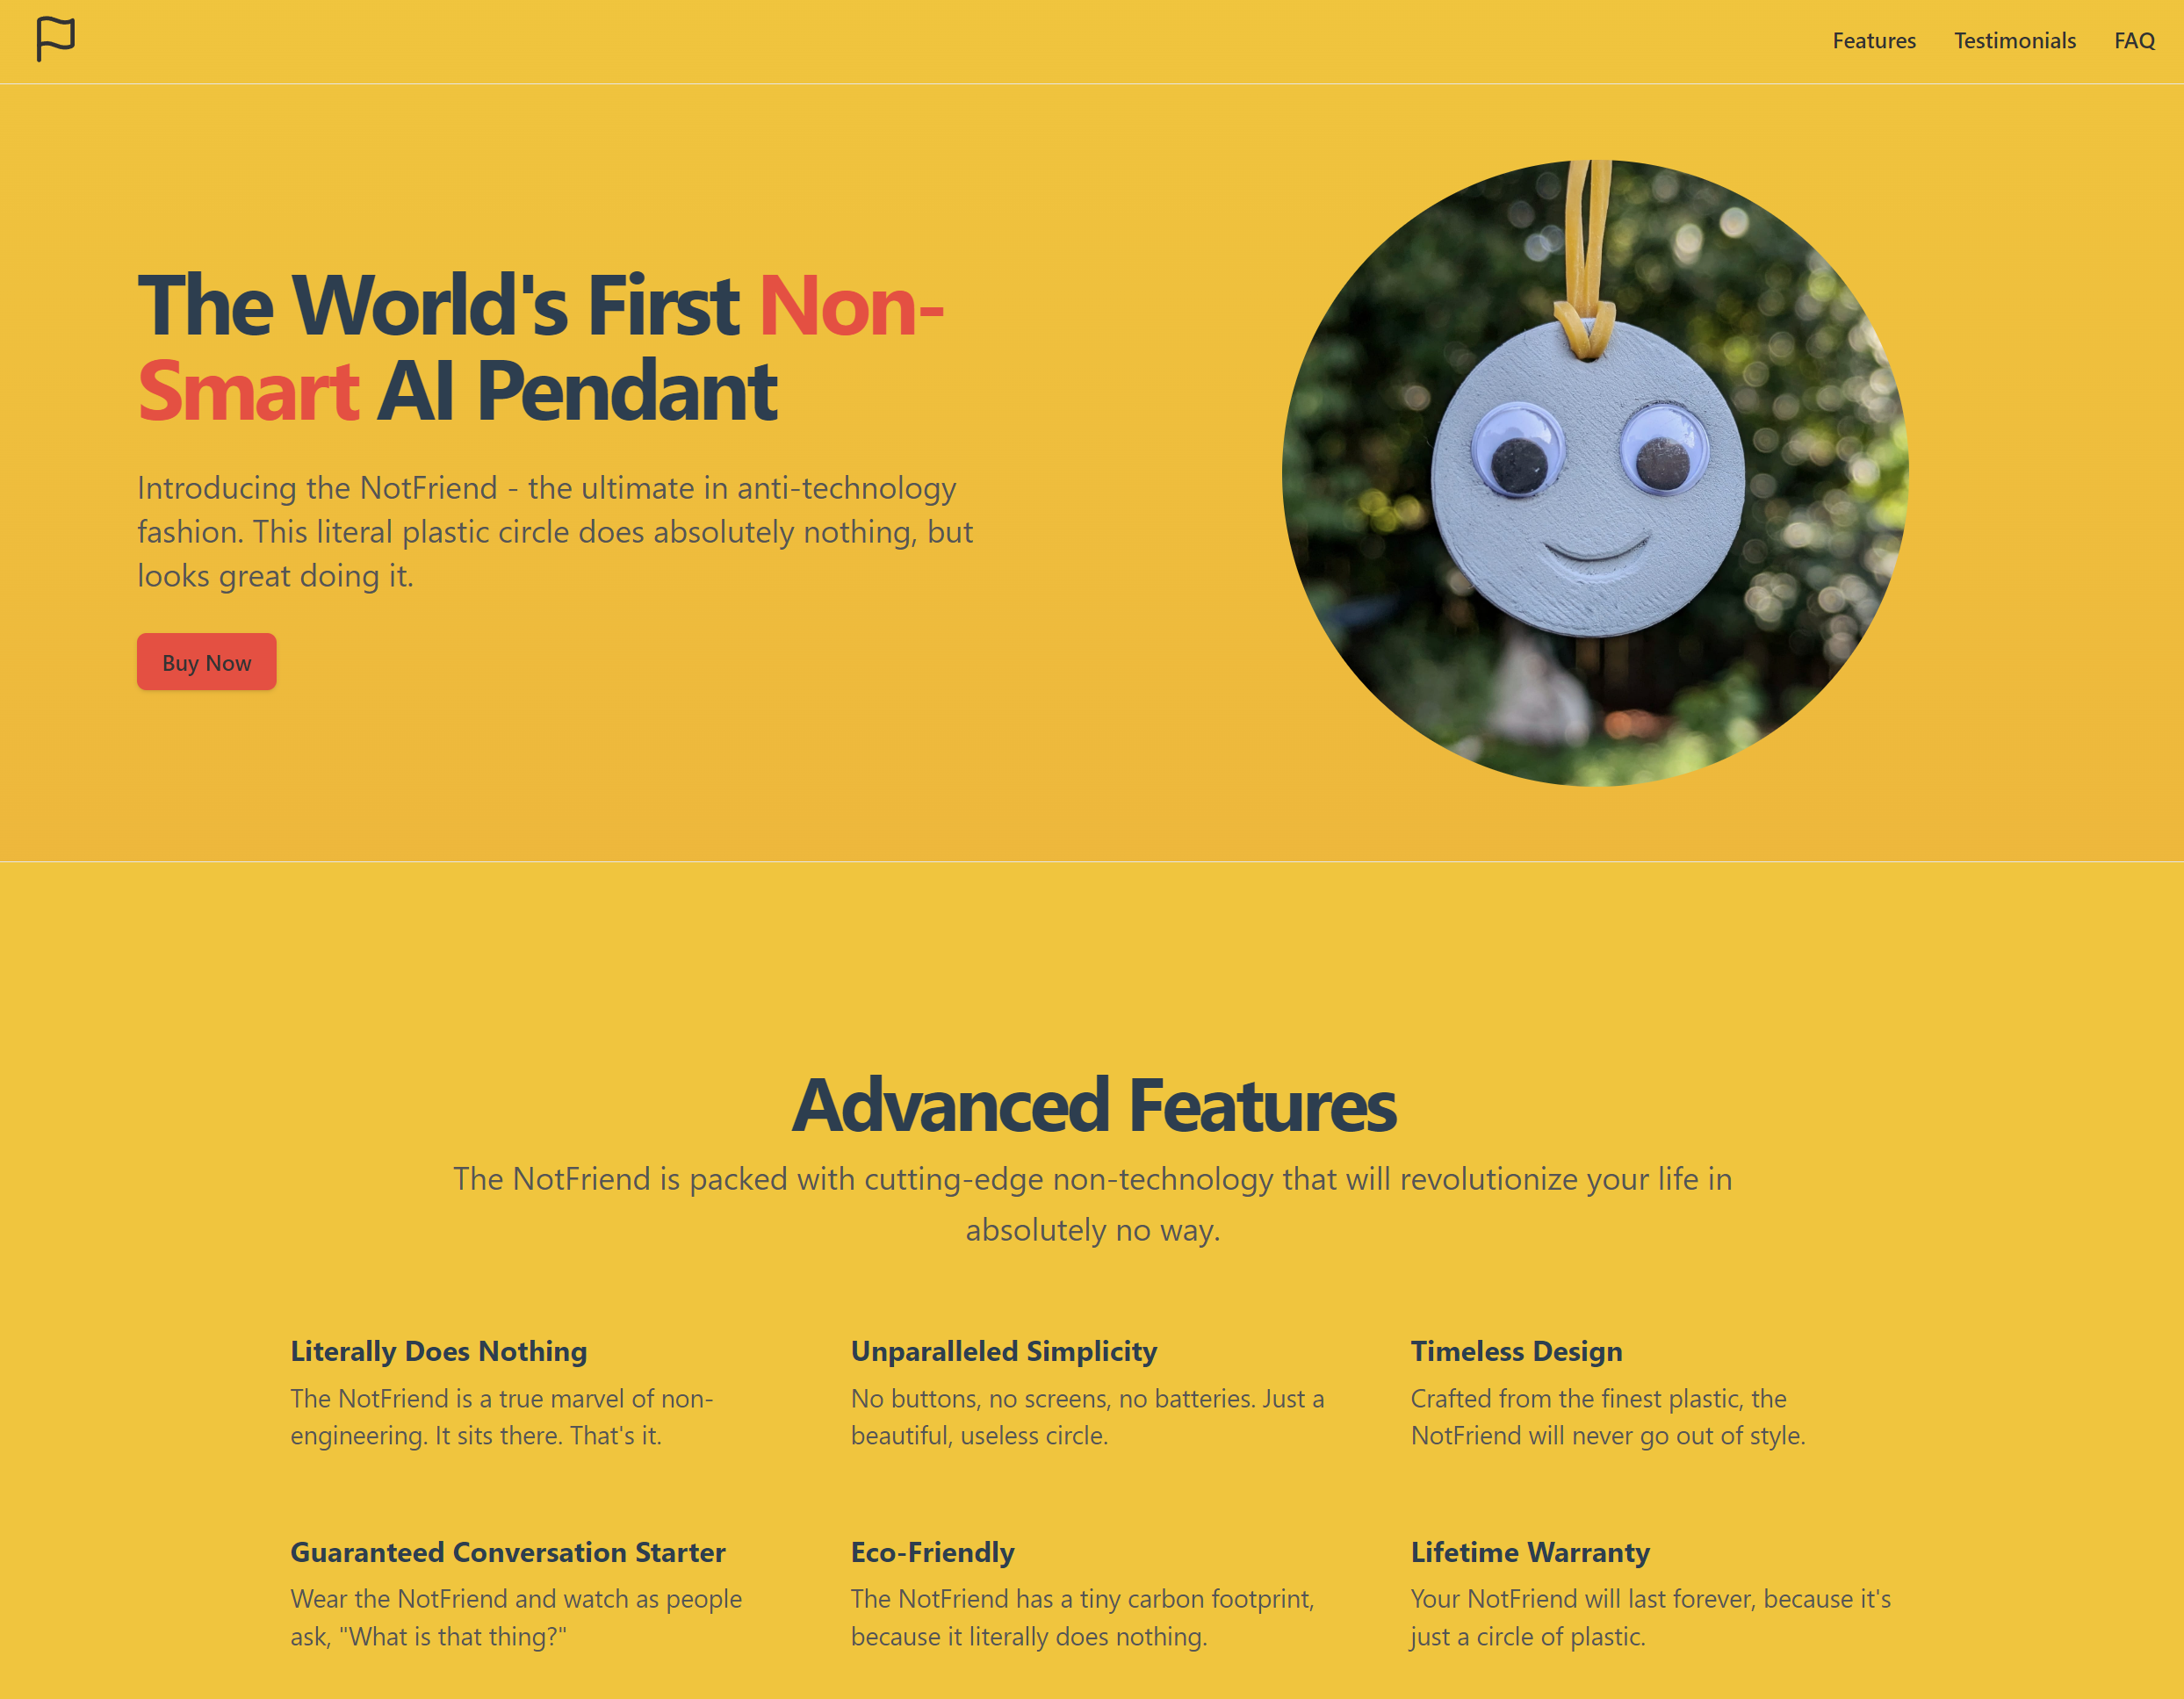 Features Testimonials FAQ
The World's First Non-
Smart AI Pendant
Introducing the NotFriend - the ultimate in anti-technology
fashion. This literal plastic circle does absolutely nothing, but
looks great doing it.
Buy Now
Advanced Features
The NotFriend is packed with cutting-edge non-technology that will revolutionize your life in
absolutely no way.
Literally Does Nothing
The NotFriend is a true marvel of non-
engineering. It sits there. That's it.
Unparalleled Simplicity
No buttons, no screens, no batteries. Just a
beautiful, useless circle.
Timeless Design
Crafted from the finest plastic, the
NotFriend will never go out of style.
Guaranteed Conversation Starter
Wear the NotFriend and watch as people
ask, "What is that thing?"
Eco-Friendly
The NotFriend has a tiny carbon footprint,
because it literally does nothing.
Lifetime Warranty
Your NotFriend will last forever, because it's
just a circle of plastic.